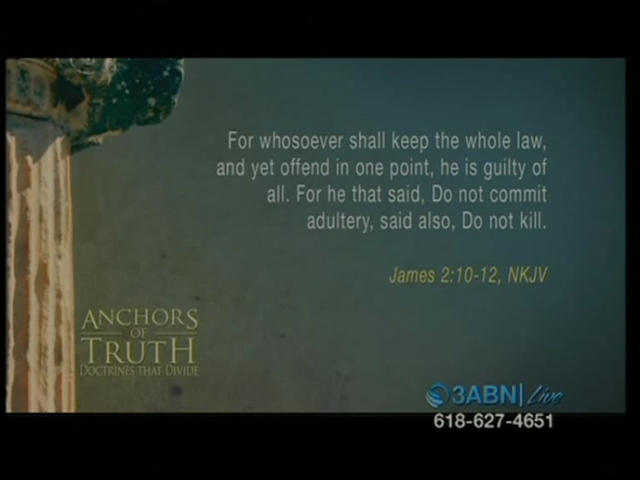 For whosoever shall keep the whole law,
and yet offend in one point, he is guilty of
all. For he that said, Do not commit
adultery, said also, Do not kill.
James 2:10-12, NKJV
ANCHORS
OF
TRUTH
DOCTRINES THAT DIVIDE
3ABN Live
618-627-4651